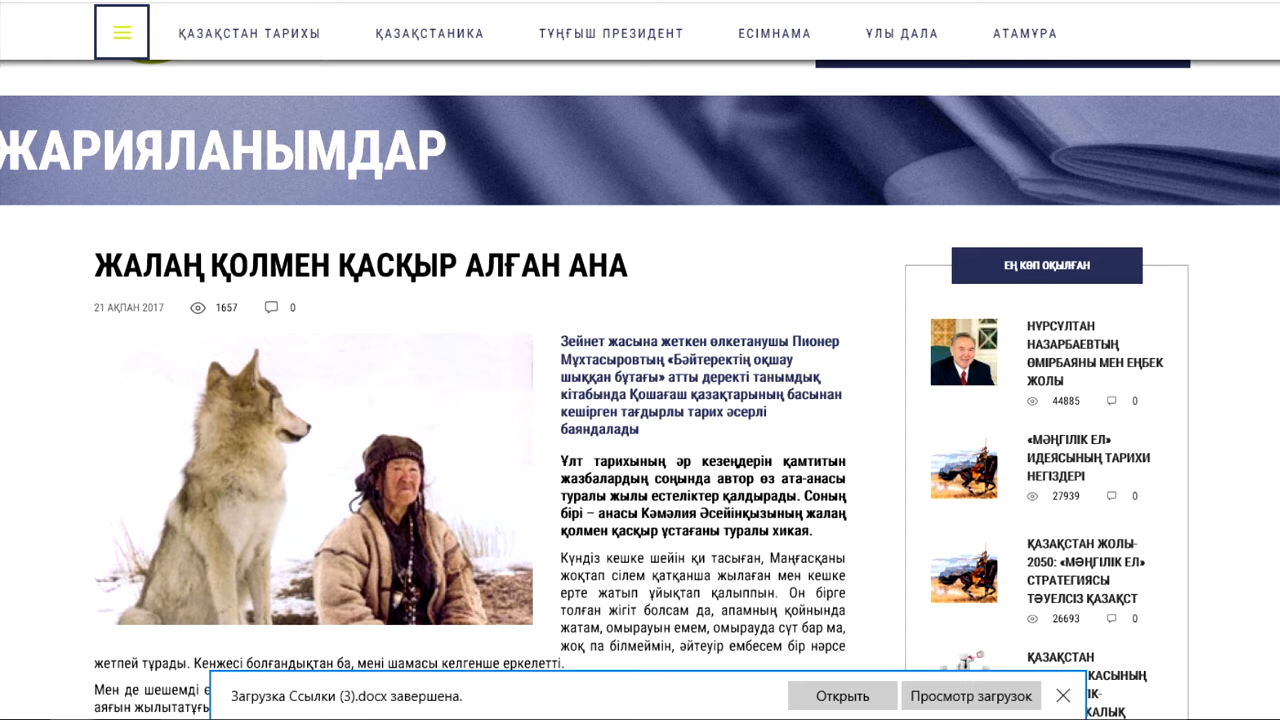 ҚАЗАҚСТАН ТАРИХЫ ҚАЗАҚСТАНИКА ТҰҢҒЫШ ПРЕЗИДЕНТ ЕСІМНАМА ҰЛЫ ДАЛА АТАМҰРА
ЖАРИЯЛАНЫМДАР
ЖАЛАҢ ҚОЛМЕН ҚАСҚЫР АЛҒАН АНА
21 АҚПАН 2017 1657 0
Зейнет жасына жеткен өлкетанушы Пионер
Мұхтасыровтың «Бәйтеректің оқшау
шыққан бұтағы» атты деректі танымдық
кітабында Қошағаш қазақтарының басынан
кешірген тағдырлы тарих әсерлі
баяндалады
Ұлт тарихының әр кезеңдерін қамтитын
жазбалардың соңында автор өз ата-анасы
туралы жылы естеліктер қалдырады. Соның
бірі – анасы Кәмәлия Әсейінқызының жалаң
қолмен қасқыр ұстағаны туралы хикая.
Күндіз кешке шейін қи тасыған, Маңғасқаны
жоқтап сілем қатқанша жылаған мен кешке
ерте жатып ұйықтап қалыппын. Он бірге
толған жігіт болсам да, апамның қойнында
жатам, омырауын емем, омырауда сүт бар ма,
жоқ па білмеймін, әйтеуір ембесем бір нәрсе
жетпей тұрады. Кенжесі болғандықтан ба, мені шамасы келгенше еркелетті.
Мен де шешемді
аяғын жылытатұғы
ЕҢ КӨП ОҚЫЛҒАН
НҰРСҰЛТАН
НАЗАРБАЕВТЫҢ
ӨМІРБАЯНЫ МЕН ЕҢБЕК
ЖОЛЫ
44885 0
«МӘҢГІЛІК ЕЛ»
ИДЕЯСЫНЫҢ ТАРИХИ
НЕГІЗДЕРІ
27939 0
ҚАЗАҚСТАН ЖОЛЫ-
2050: «МӘҢГІЛІК ЕЛ»
СТРАТЕГИЯСЫ
ТӘУЕЛСІЗ ҚАЗАҚСТ
26693 0
ҚАЗАҚСТАН
КАСЫНЫҢ
ІК-
КАЛЫҚ
Загрузка Ссылки (3).docx завершена. Открыть Просмотр загрузок